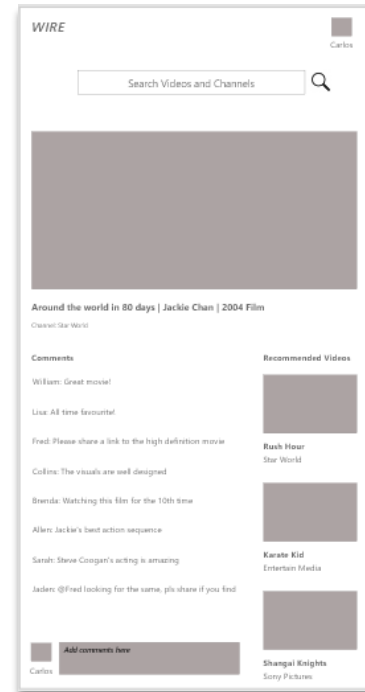 WIRE
Carlos
Search Videos and Channels
Around the world in 80 days | Jackie Chan | 2004 Film
Channel: Star World
Comments
William: Great movie!
Lisa: All time favourite!
Fred: Please share a link to the high definition movie
Collins: The visuals are well designed
Brenda: Watching this film for the 10th time
Allen: Jackie's best action sequence
Sarah: Steve Coogan's acting is amazing
Jaden: @Fred looking for the same, pls share if you find
Carlos
Add comments here
Recommended Videos
Rush Hour
Star World
Karate Kid
Entertain Media
Shangai Knights
Sony Pictures